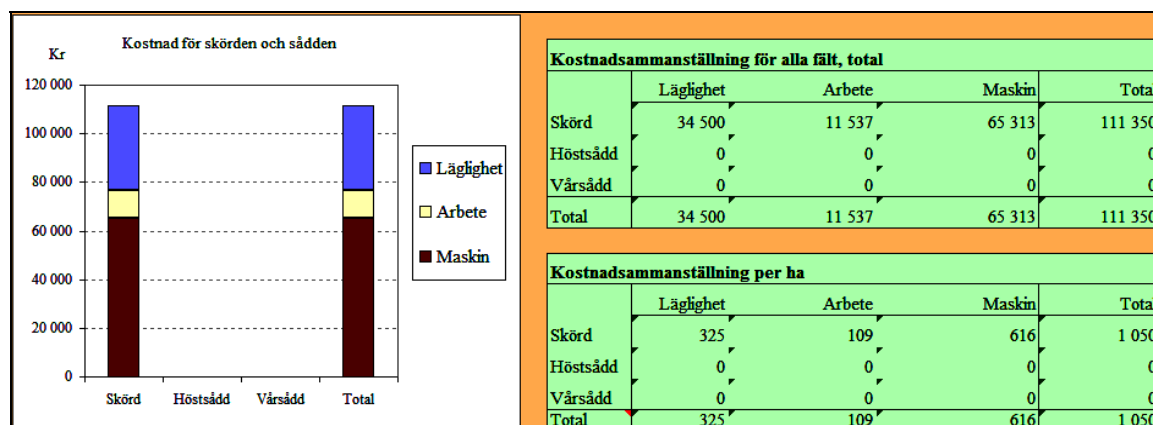 Kostnad för skörden och sådden
Kr
120 000
100 000
80 000
60 000
40 000
20 000
0
Skörd Höstsådd Vårsådd Total
Läglighet
Arbete
Maskin
Kostnadsammanställning för alla fält, total
Läglighet Arbete Maskin Total
Skörd 34 500 11 537 65 313 111 350
Höstsådd 0 0 0 0
Vårsådd 0 0 0 0
Total 34 500 11 537 65 313 111 350
Kostnadsammanställning per ha
Läglighet Arbete Maskin Total
Skörd 325 109 616 1 050
Höstsådd 0 0 0 0
Vårsådd 0 0 0 0
Total 325 109 616 1 050